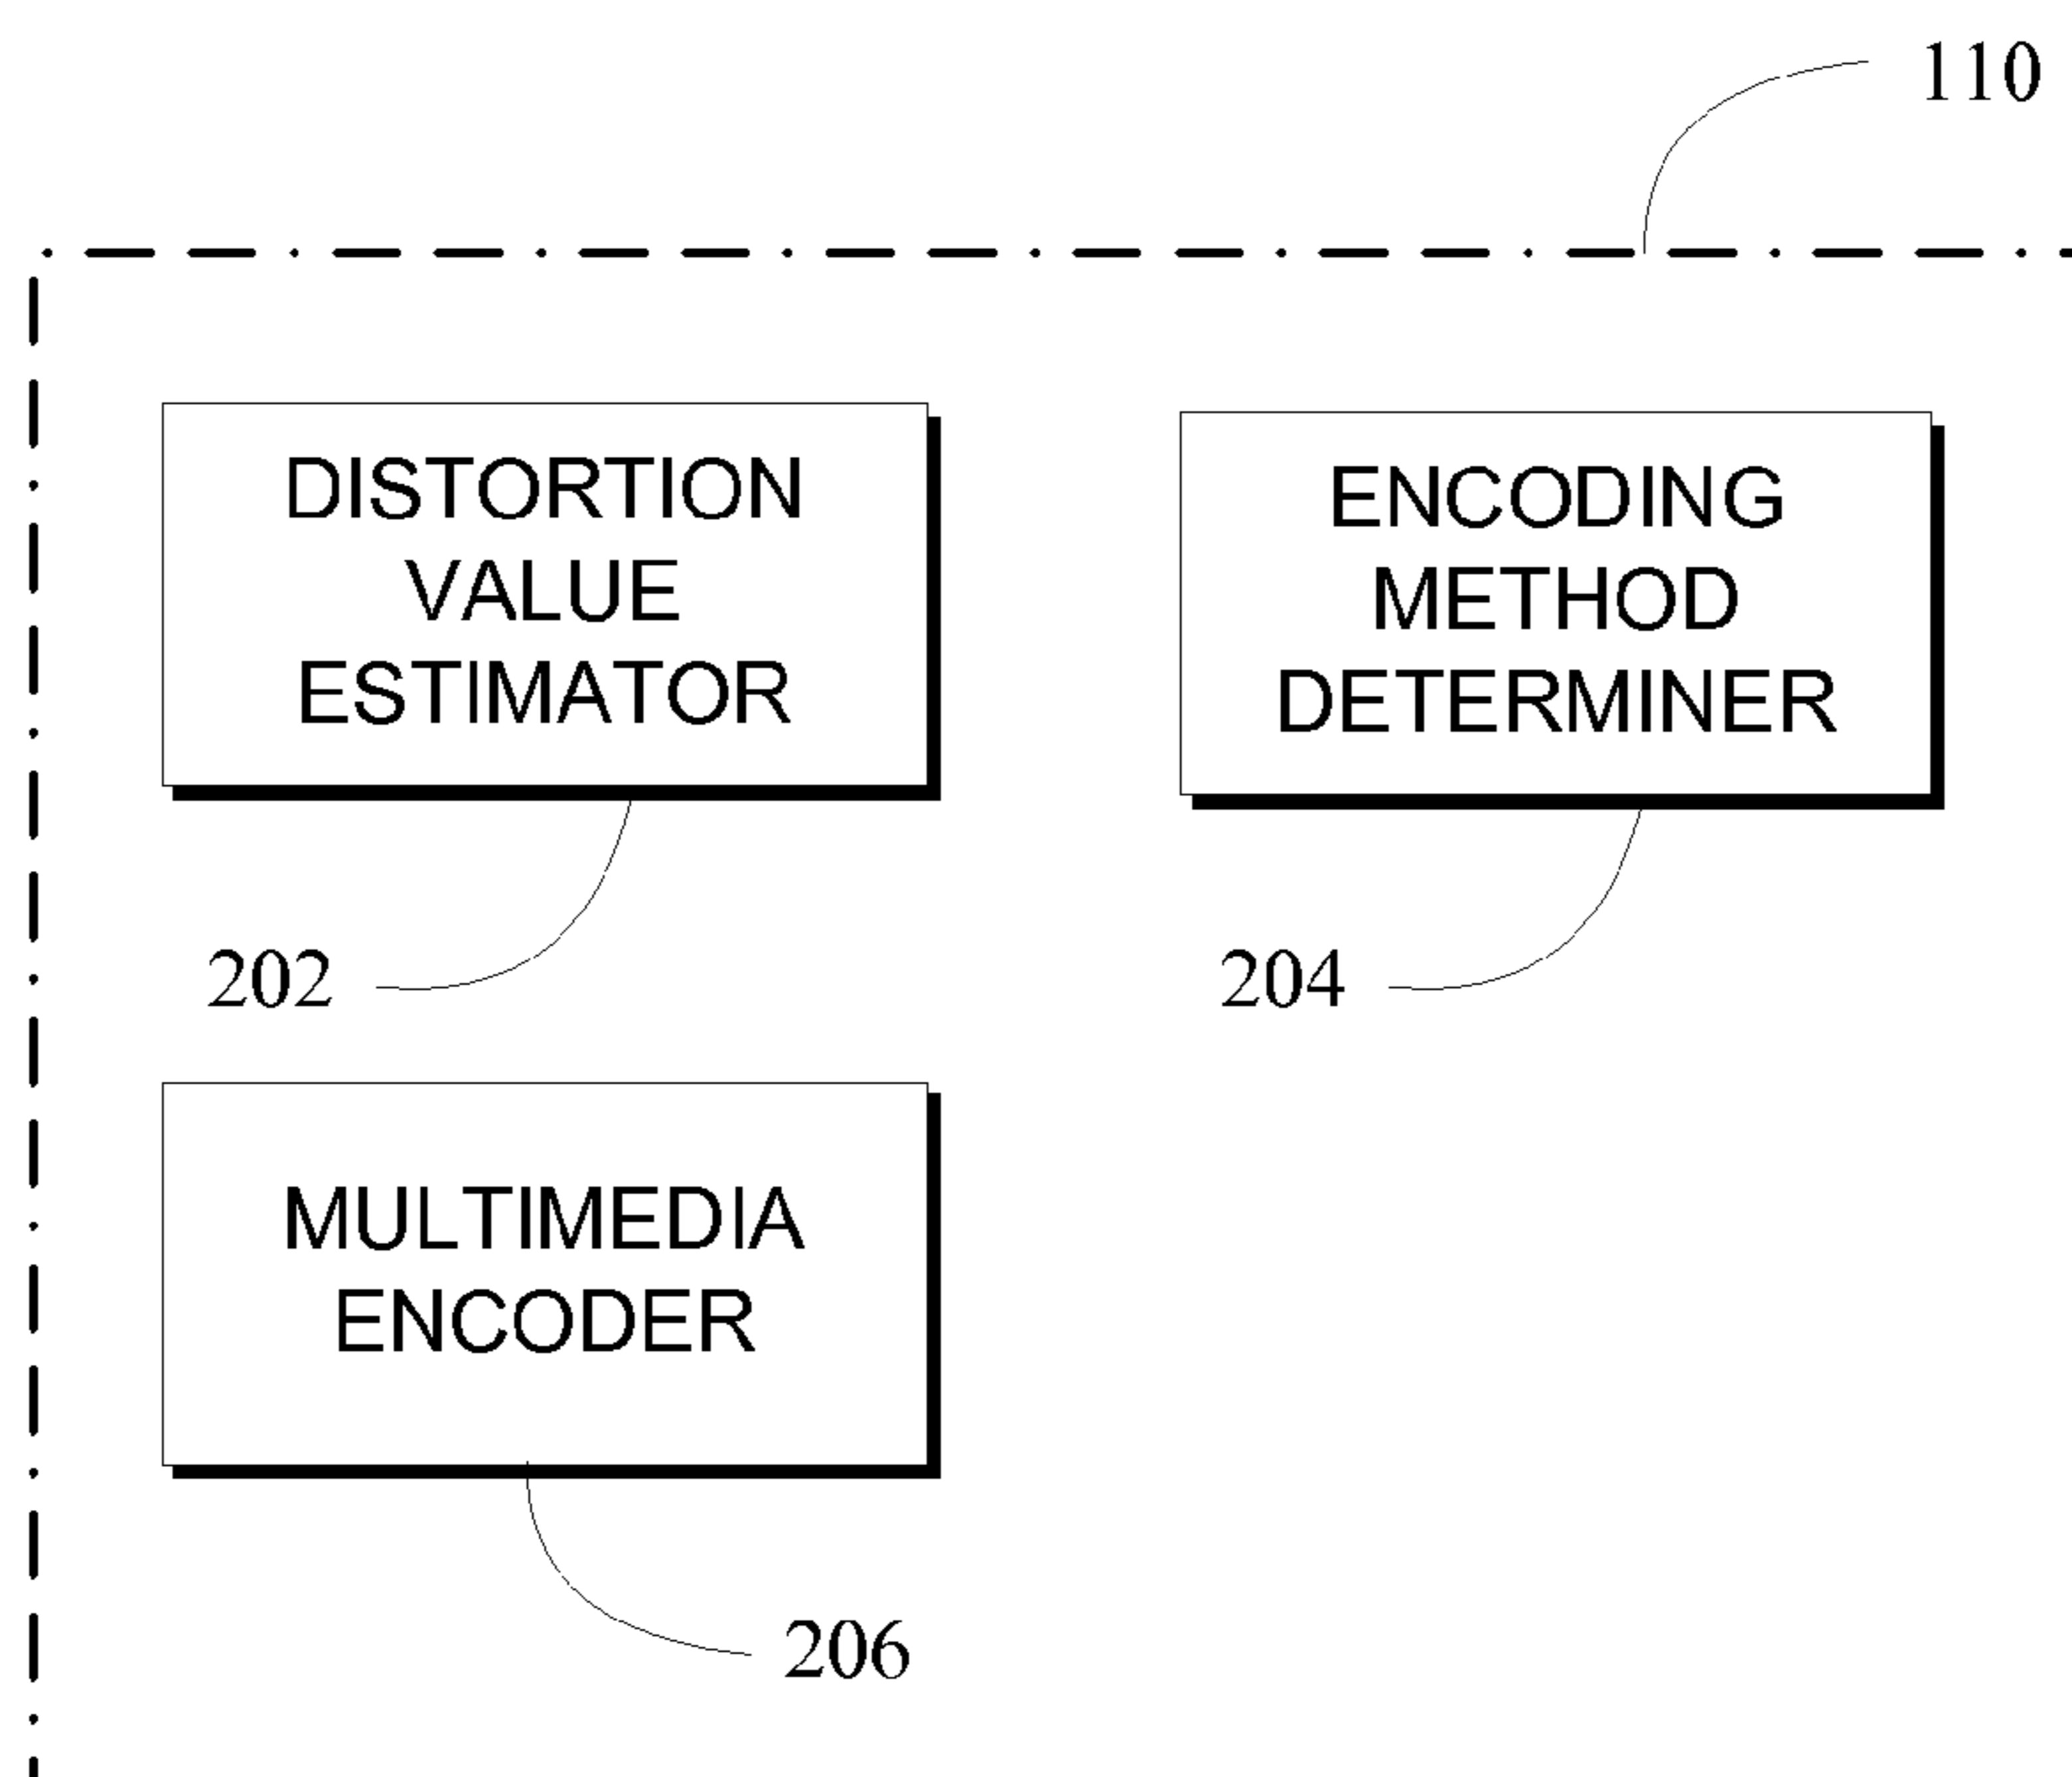 110
DISTORTION
VALUE
ESTIMATOR
ENCODING
METHOD
DETERMINER
202
204
MULTIMEDIA
ENCODER
206